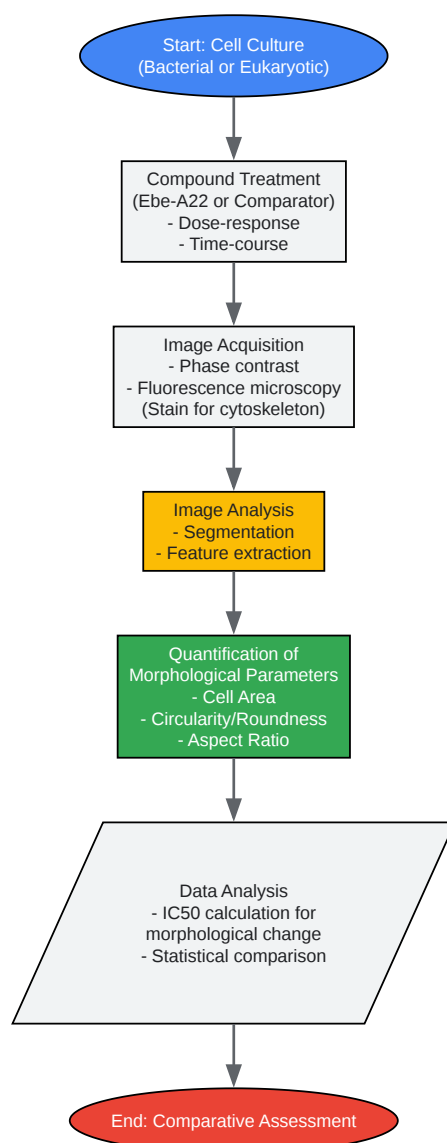 Start: Cell Culture
(Bacterial or Eukaryotic)
Compound Treatment
(Ebe-A22 or Comparator)
- Dose-response
- Time-course
Image Acquisition
- Phase contrast
- Fluorescence microscopy
(Stain for cytoskeleton)
Image Analysis
- Segmentation
- Feature extraction
Quantification of
Morphological Parameters
- Cell Area
- Circularity/Roundness
- Aspect Ratio
Data Analysis
- IC50 calculation for
morphological change
- Statistical comparison
End: Comparative Assessment